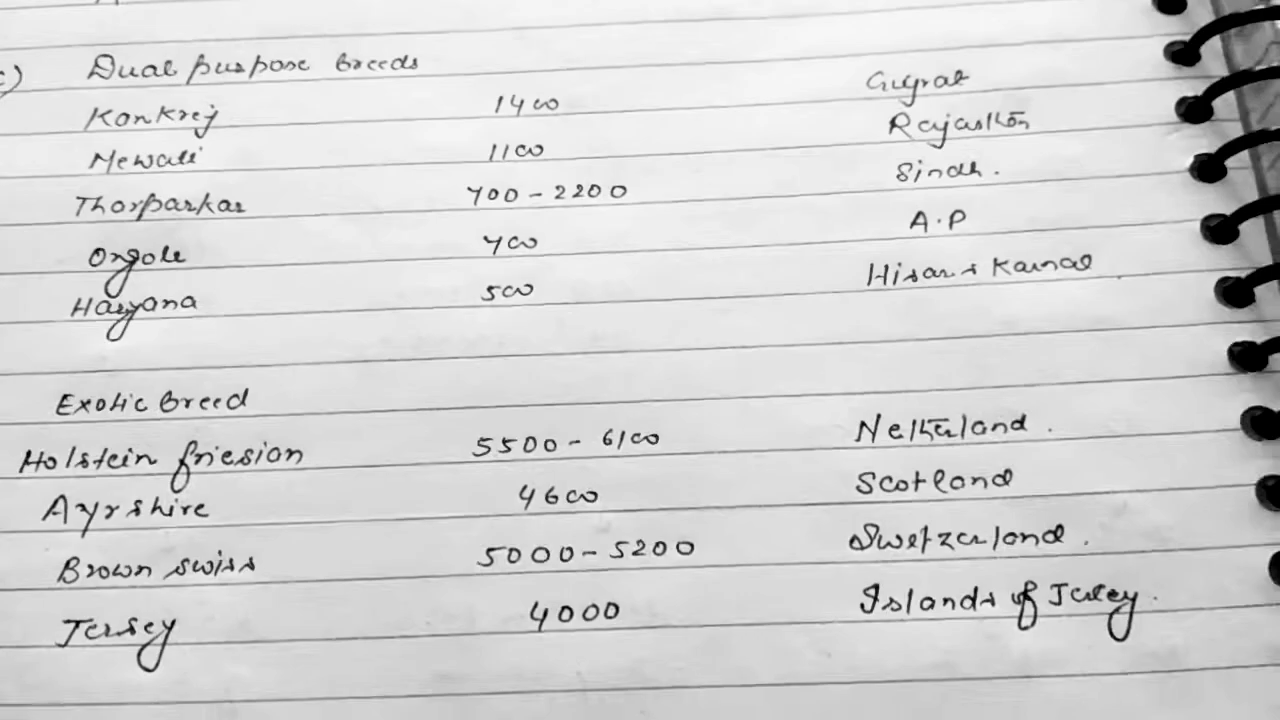 c) Dual purpose breeds
Konkrej 1400 Gujrat
Mewati 1100 Rajasthan
Thorparkar 700-2200 Sindh.
Ongole 700 A.P
Haryana 500 Hisar & Karnal
Exotic breed
Holstein friesion 5500-6100 Netherland.
Ayrshire 4600 Scotland
Brown swiss 5000-5200 Switzerland.
Jersey 4000 Islands of Jersey.